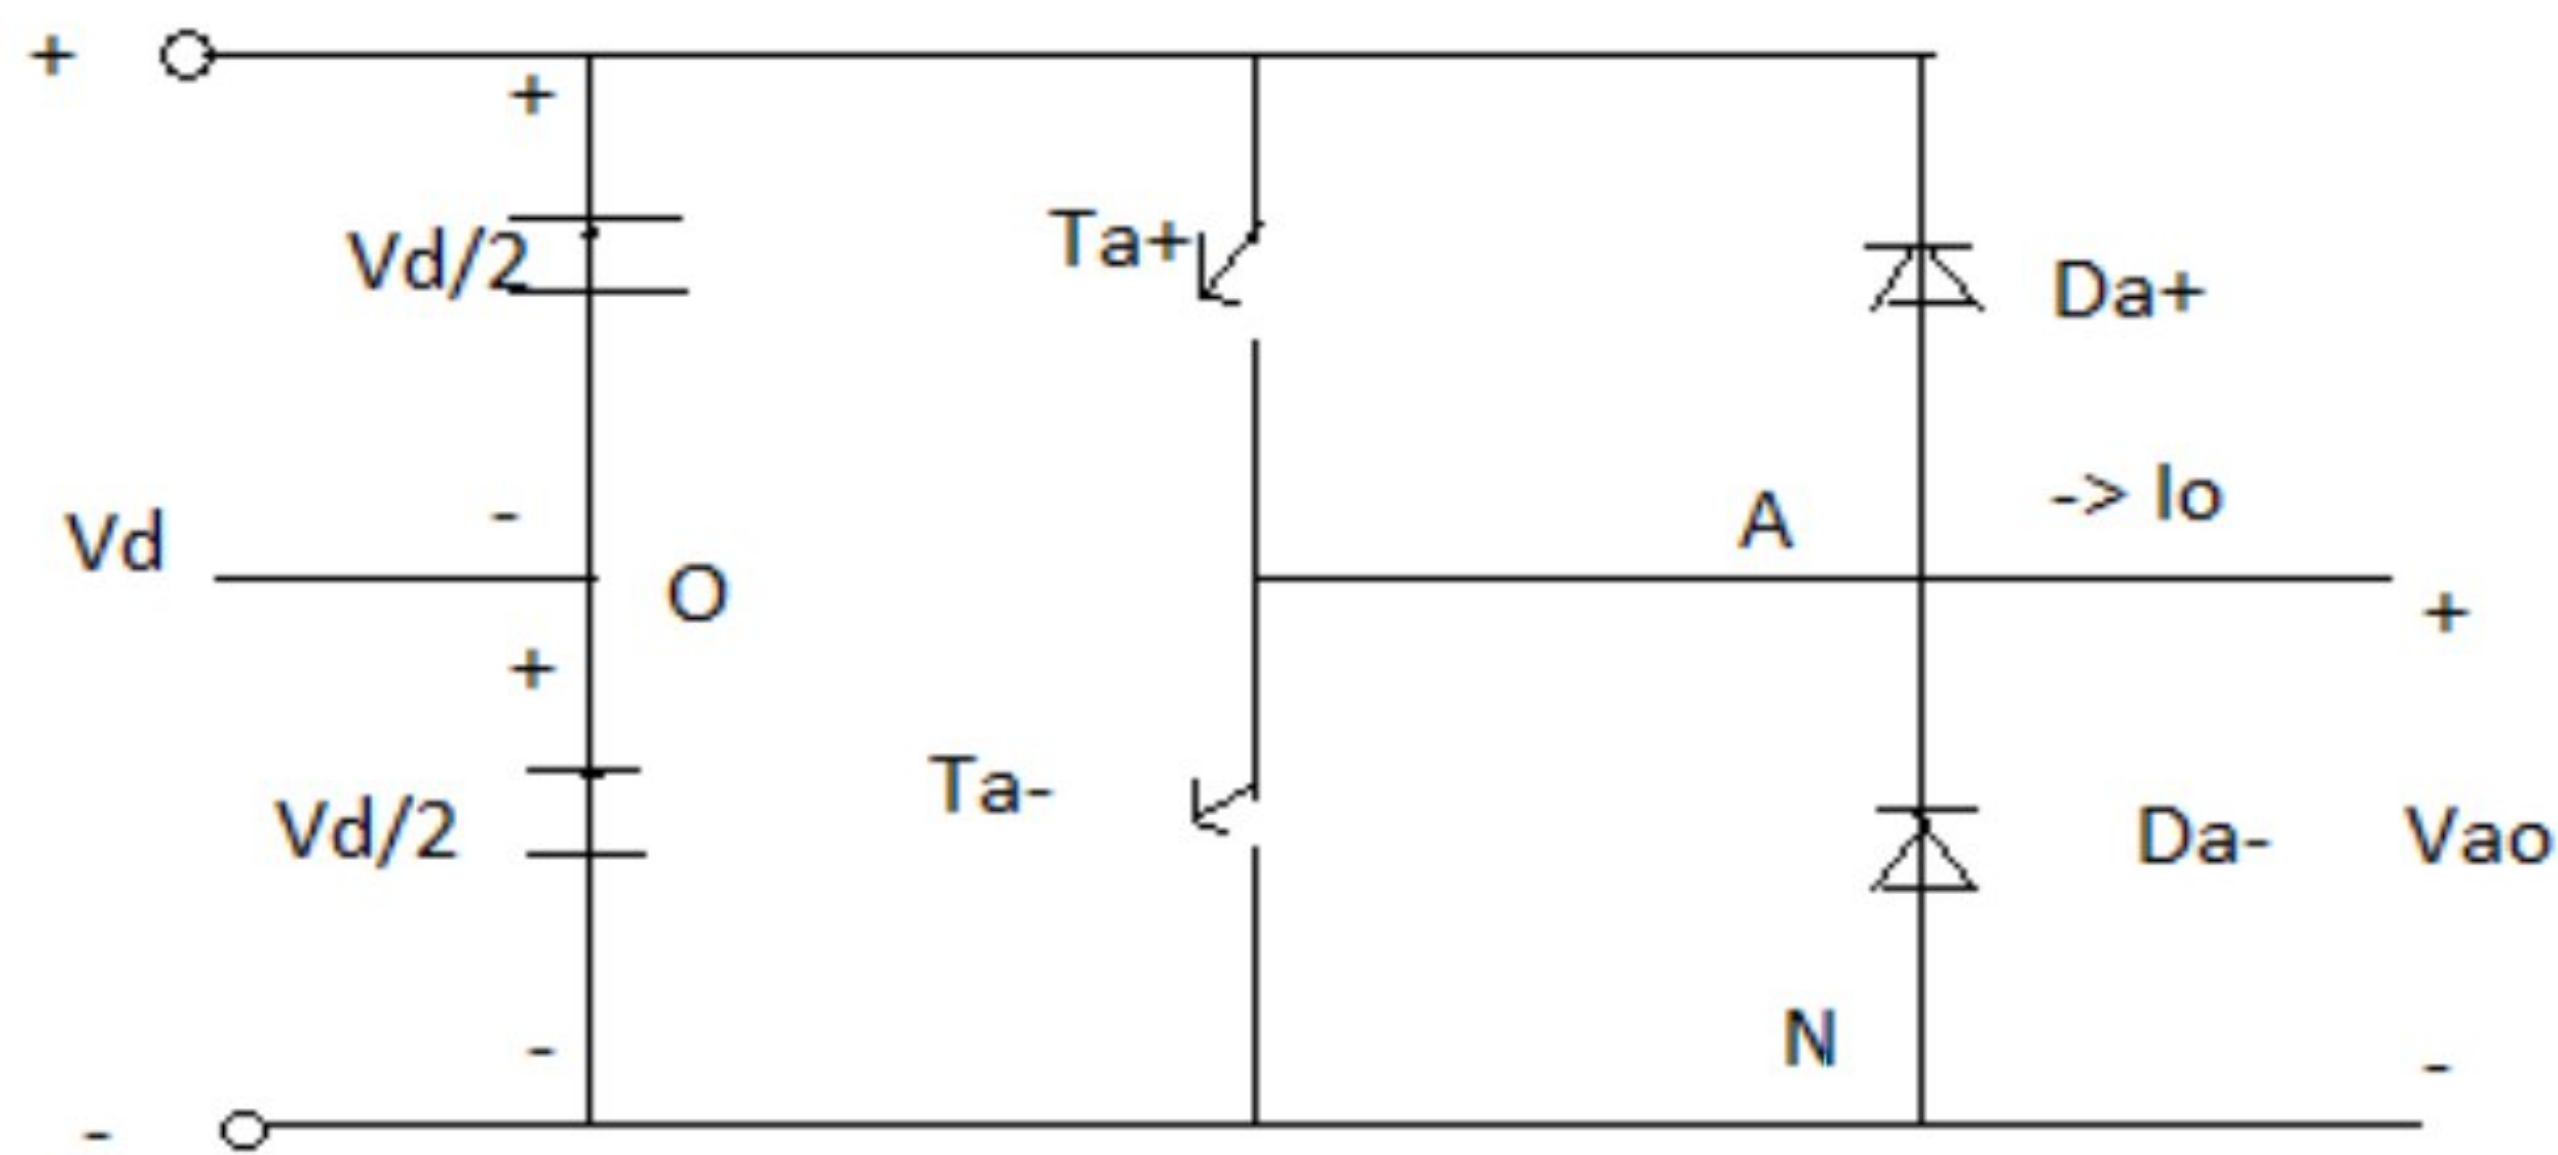 +
+
Vd/2
Ta+
Da+
-
Vd
O
A
-> Io
+
+
Vd/2
Ta-
Da-
Vao
-
N
-
-